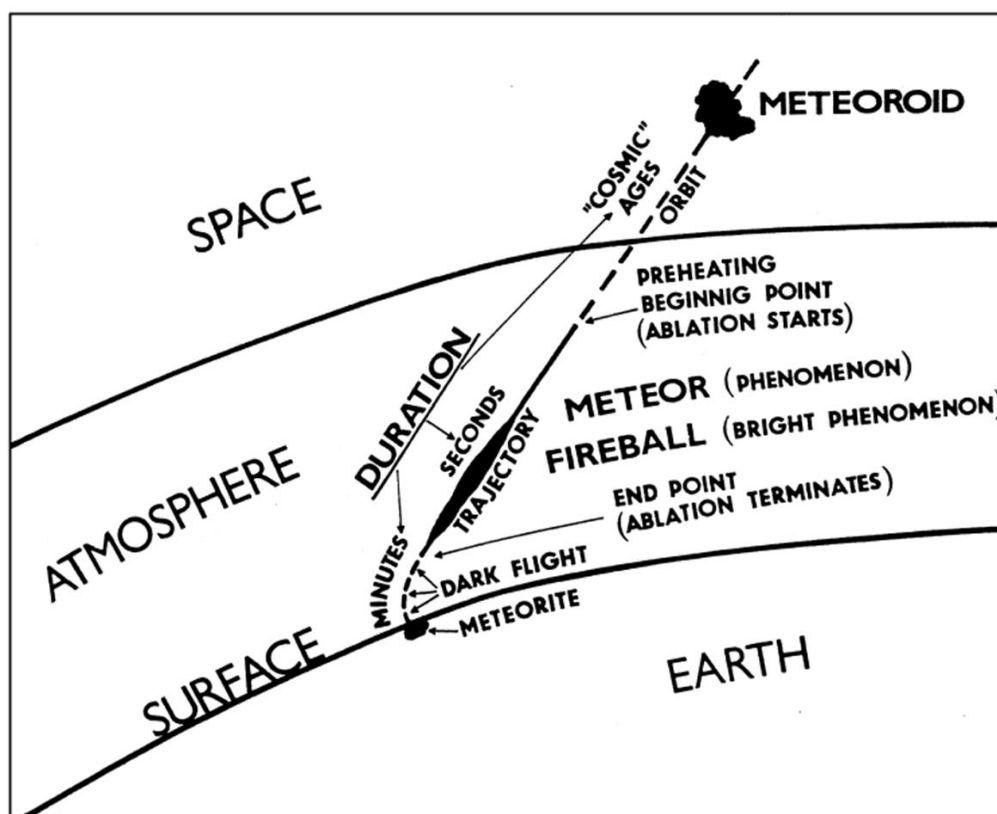 METEOROID
"COSMIC"
AGES
ORBIT
SPACE
PREHEATING
BEGINNIG POINT
(ABLATION STARTS)
DURATION
SECONDS
TRAJECTORY
METEOR (PHENOMENON)
FIREBALL (BRIGHT PHENOMENON)
END POINT
(ABLATION TERMINATES)
ATMOSPHERE
MINUTES
DARK FLIGHT
METEORITE
SURFACE
EARTH